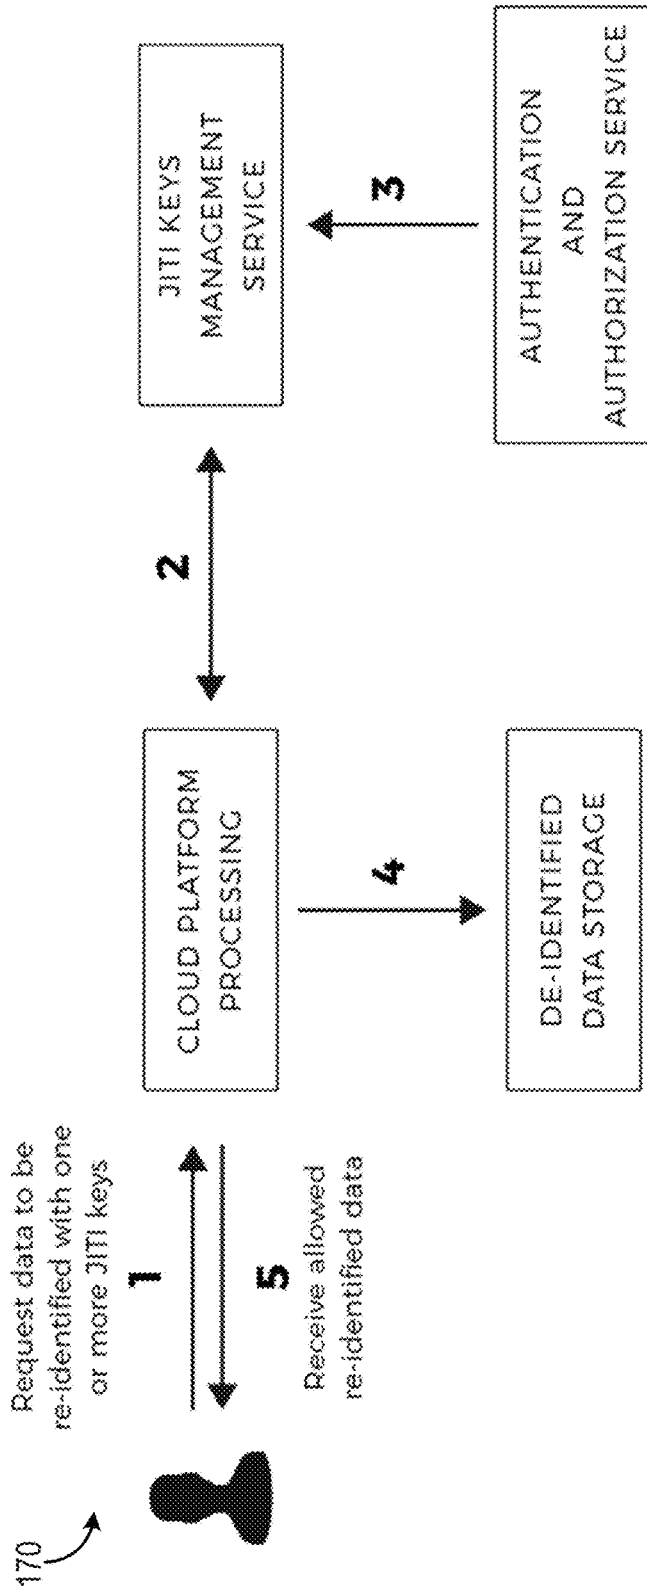 170
Request data to be
re-identified with one
or more JITI keys
1
5
Receive allowed
re-identified data
CLOUD PLATFORM
PROCESSING
4
DE-IDENTIFIED
DATA STORAGE
2
JITI KEYS
MANAGEMENT
SERVICE
3
AUTHENTICATION
AND
AUTHORIZATION SERVICE